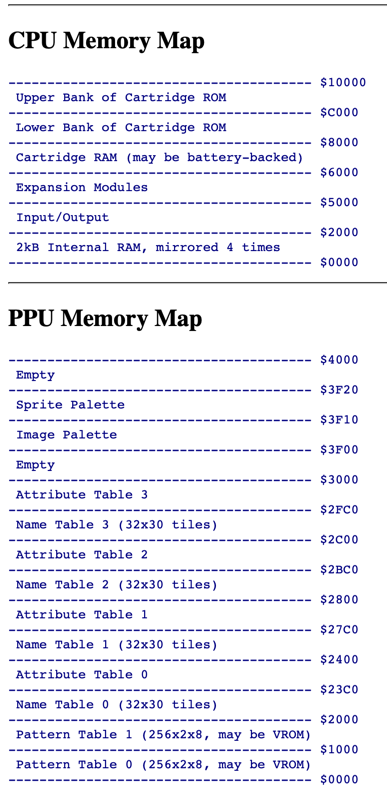 CPU Memory Map
--------------------------------------- $10000
Upper Bank of Cartridge ROM
--------------------------------------- $C000
Lower Bank of Cartridge ROM
--------------------------------------- $8000
Cartridge RAM (may be battery-backed)
--------------------------------------- $6000
Expansion Modules
--------------------------------------- $5000
Input/Output
--------------------------------------- $2000
2kB Internal RAM, mirrored 4 times
--------------------------------------- $0000
PPU Memory Map
--------------------------------------- $4000
Empty
--------------------------------------- $3F20
Sprite Palette
--------------------------------------- $3F10
Image Palette
--------------------------------------- $3F00
Empty
--------------------------------------- $3000
Attribute Table 3
--------------------------------------- $2FC0
Name Table 3 (32x30 tiles)
--------------------------------------- $2C00
Attribute Table 2
--------------------------------------- $2BC0
Name Table 2 (32x30 tiles)
--------------------------------------- $2800
Attribute Table 1
--------------------------------------- $27C0
Name Table 1 (32x30 tiles)
--------------------------------------- $2400
Attribute Table 0
--------------------------------------- $23C0
Name Table 0 (32x30 tiles)
--------------------------------------- $2000
Pattern Table 1 (256x2x8, may be VROM)
--------------------------------------- $1000
Pattern Table 0 (256x2x8, may be VROM)
--------------------------------------- $0000